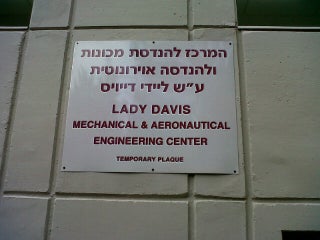 המרכז להנדסת מכונות
ולהנדסה אוירונוטית
ע״ש ליידי דייויס
LADY DAVIS
MECHANICAL & AERONAUTICAL
ENGINEERING CENTER
TEMPORARY PLAQUE